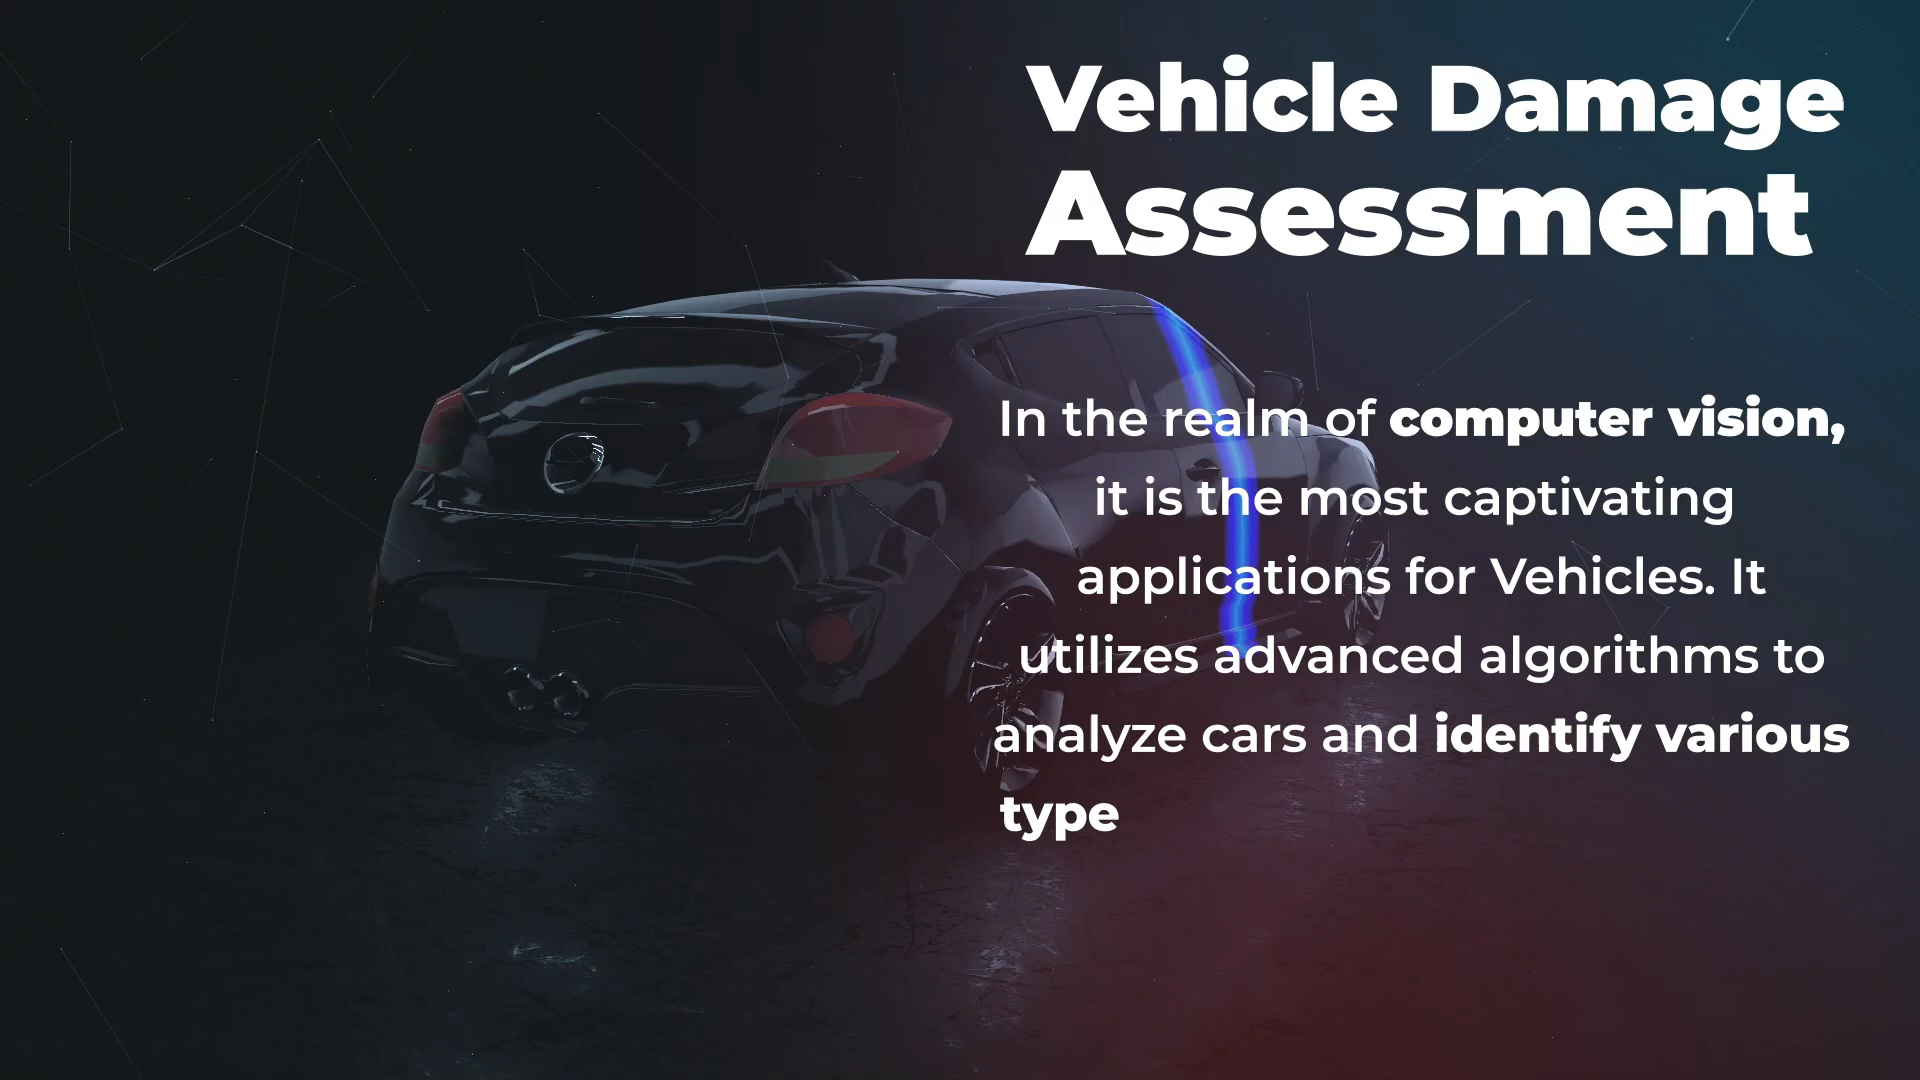 Vehicle Damage
Assessment
In the realm of computer vision,
it is the most captivating
applications for Vehicles. It
utilizes advanced algorithms to
analyze cars and identify various
type